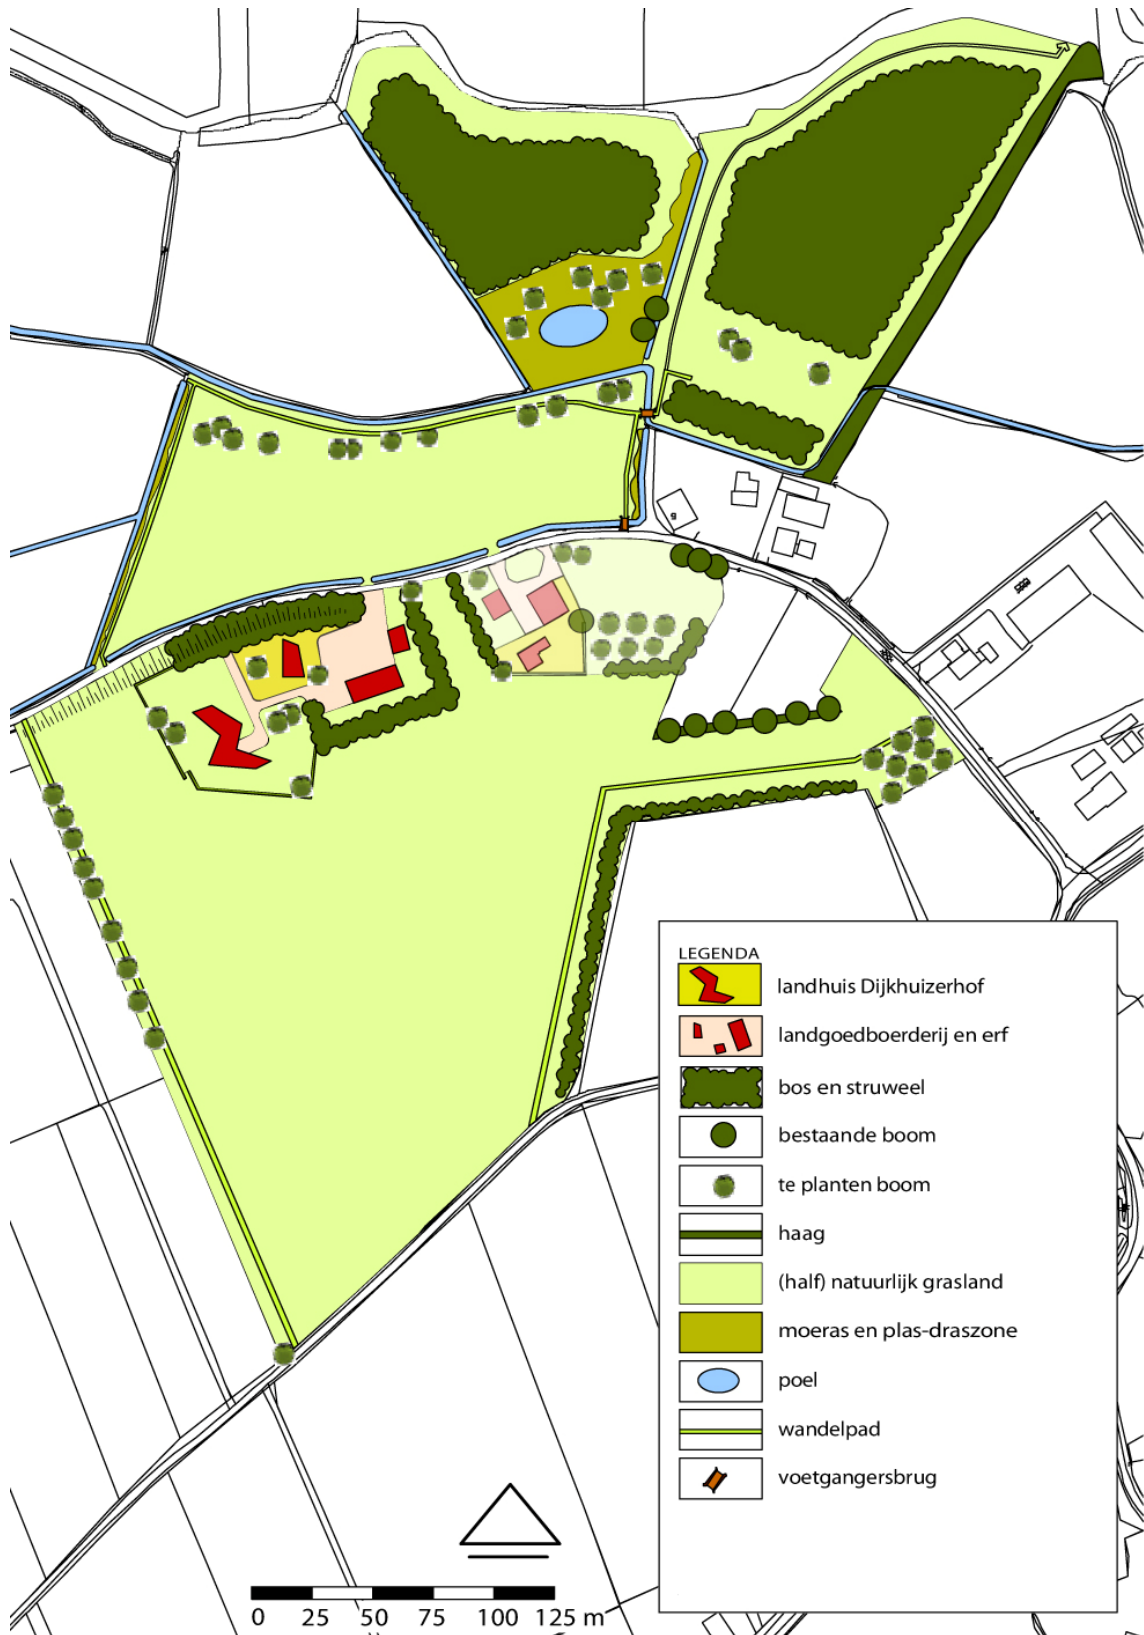 LEGENDA
landhuis Dijkhuizerhof
landgoedboerderij en erf
bos en struweel
bestaande boom
te planten boom
haag
(half) natuurlijk grasland
moeras en plas-draszone
poel
wandelpad
voetgangersbrug
0 25 50 75 100 125 m